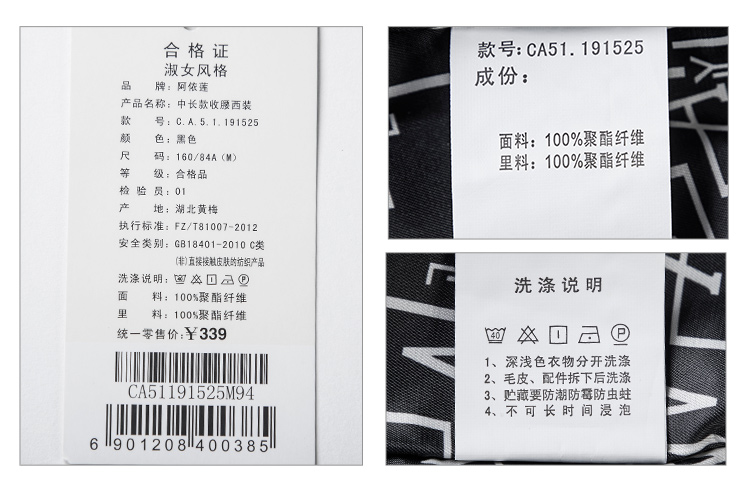 合格证
淑女风格
品 牌：阿依莲
产品名称：中长款收腰西装
款 号：C.A.5.1.191525
颜 色：黑色
尺 码：160/84A（M）
等 级：合格品
检 验 员：01
产 地：湖北黄梅
执行标准：FZ/T81007-2012
安全类别：GB18401-2010 C类
(非)直接接触皮肤的纺织产品
洗涤说明：
面 料：100%聚酯纤维
里 料：100%聚酯纤维
统一零售价：¥339
CA51191525M94
6 901208 400385
款号：CA51.191525
成份：
面料：100%聚酯纤维
里料：100%聚酯纤维
洗涤说明
40 P
1、深浅色衣物分开洗涤
2、毛皮、配件拆下后洗涤
3、贮藏要防潮防霉防虫蛀
4、不可长时间浸泡